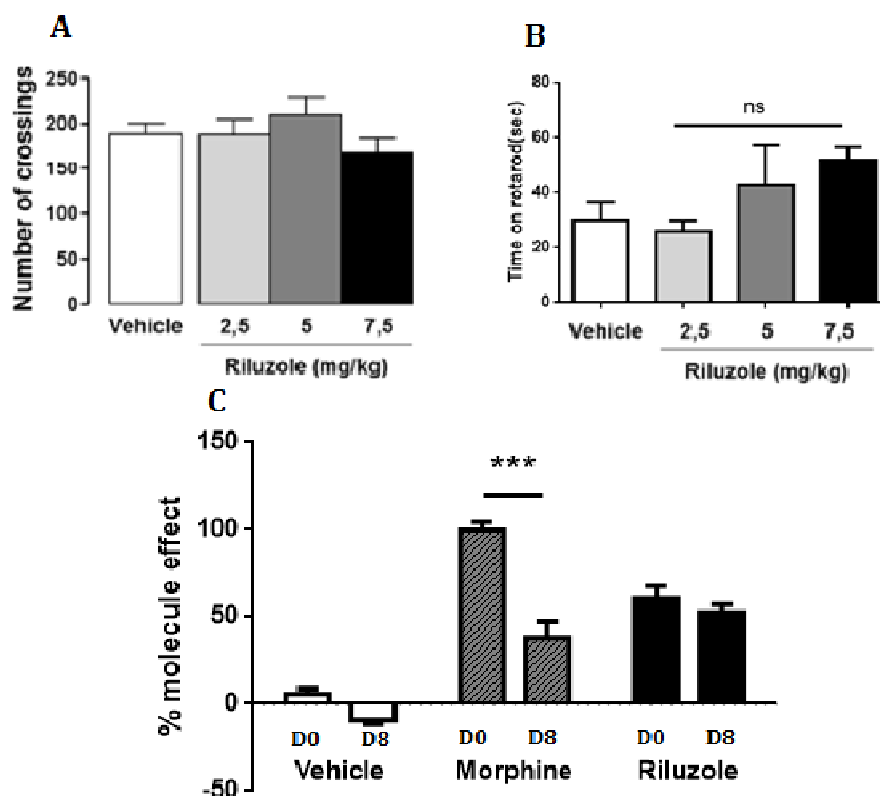 A
Number of crossings
250
200
150
100
50
0
Vehicle
2,5
5
7,5
Riluzole (mg/kg)
B
Time on rotarod(sec)
80
60
40
20
0
ns
Vehicle
2,5
5
7,5
Riluzole (mg/kg)
C
% molecule effect
150
100
50
0
-50
***
D0 D8 D0 D8 D0 D8
Vehicle Morphine Riluzole